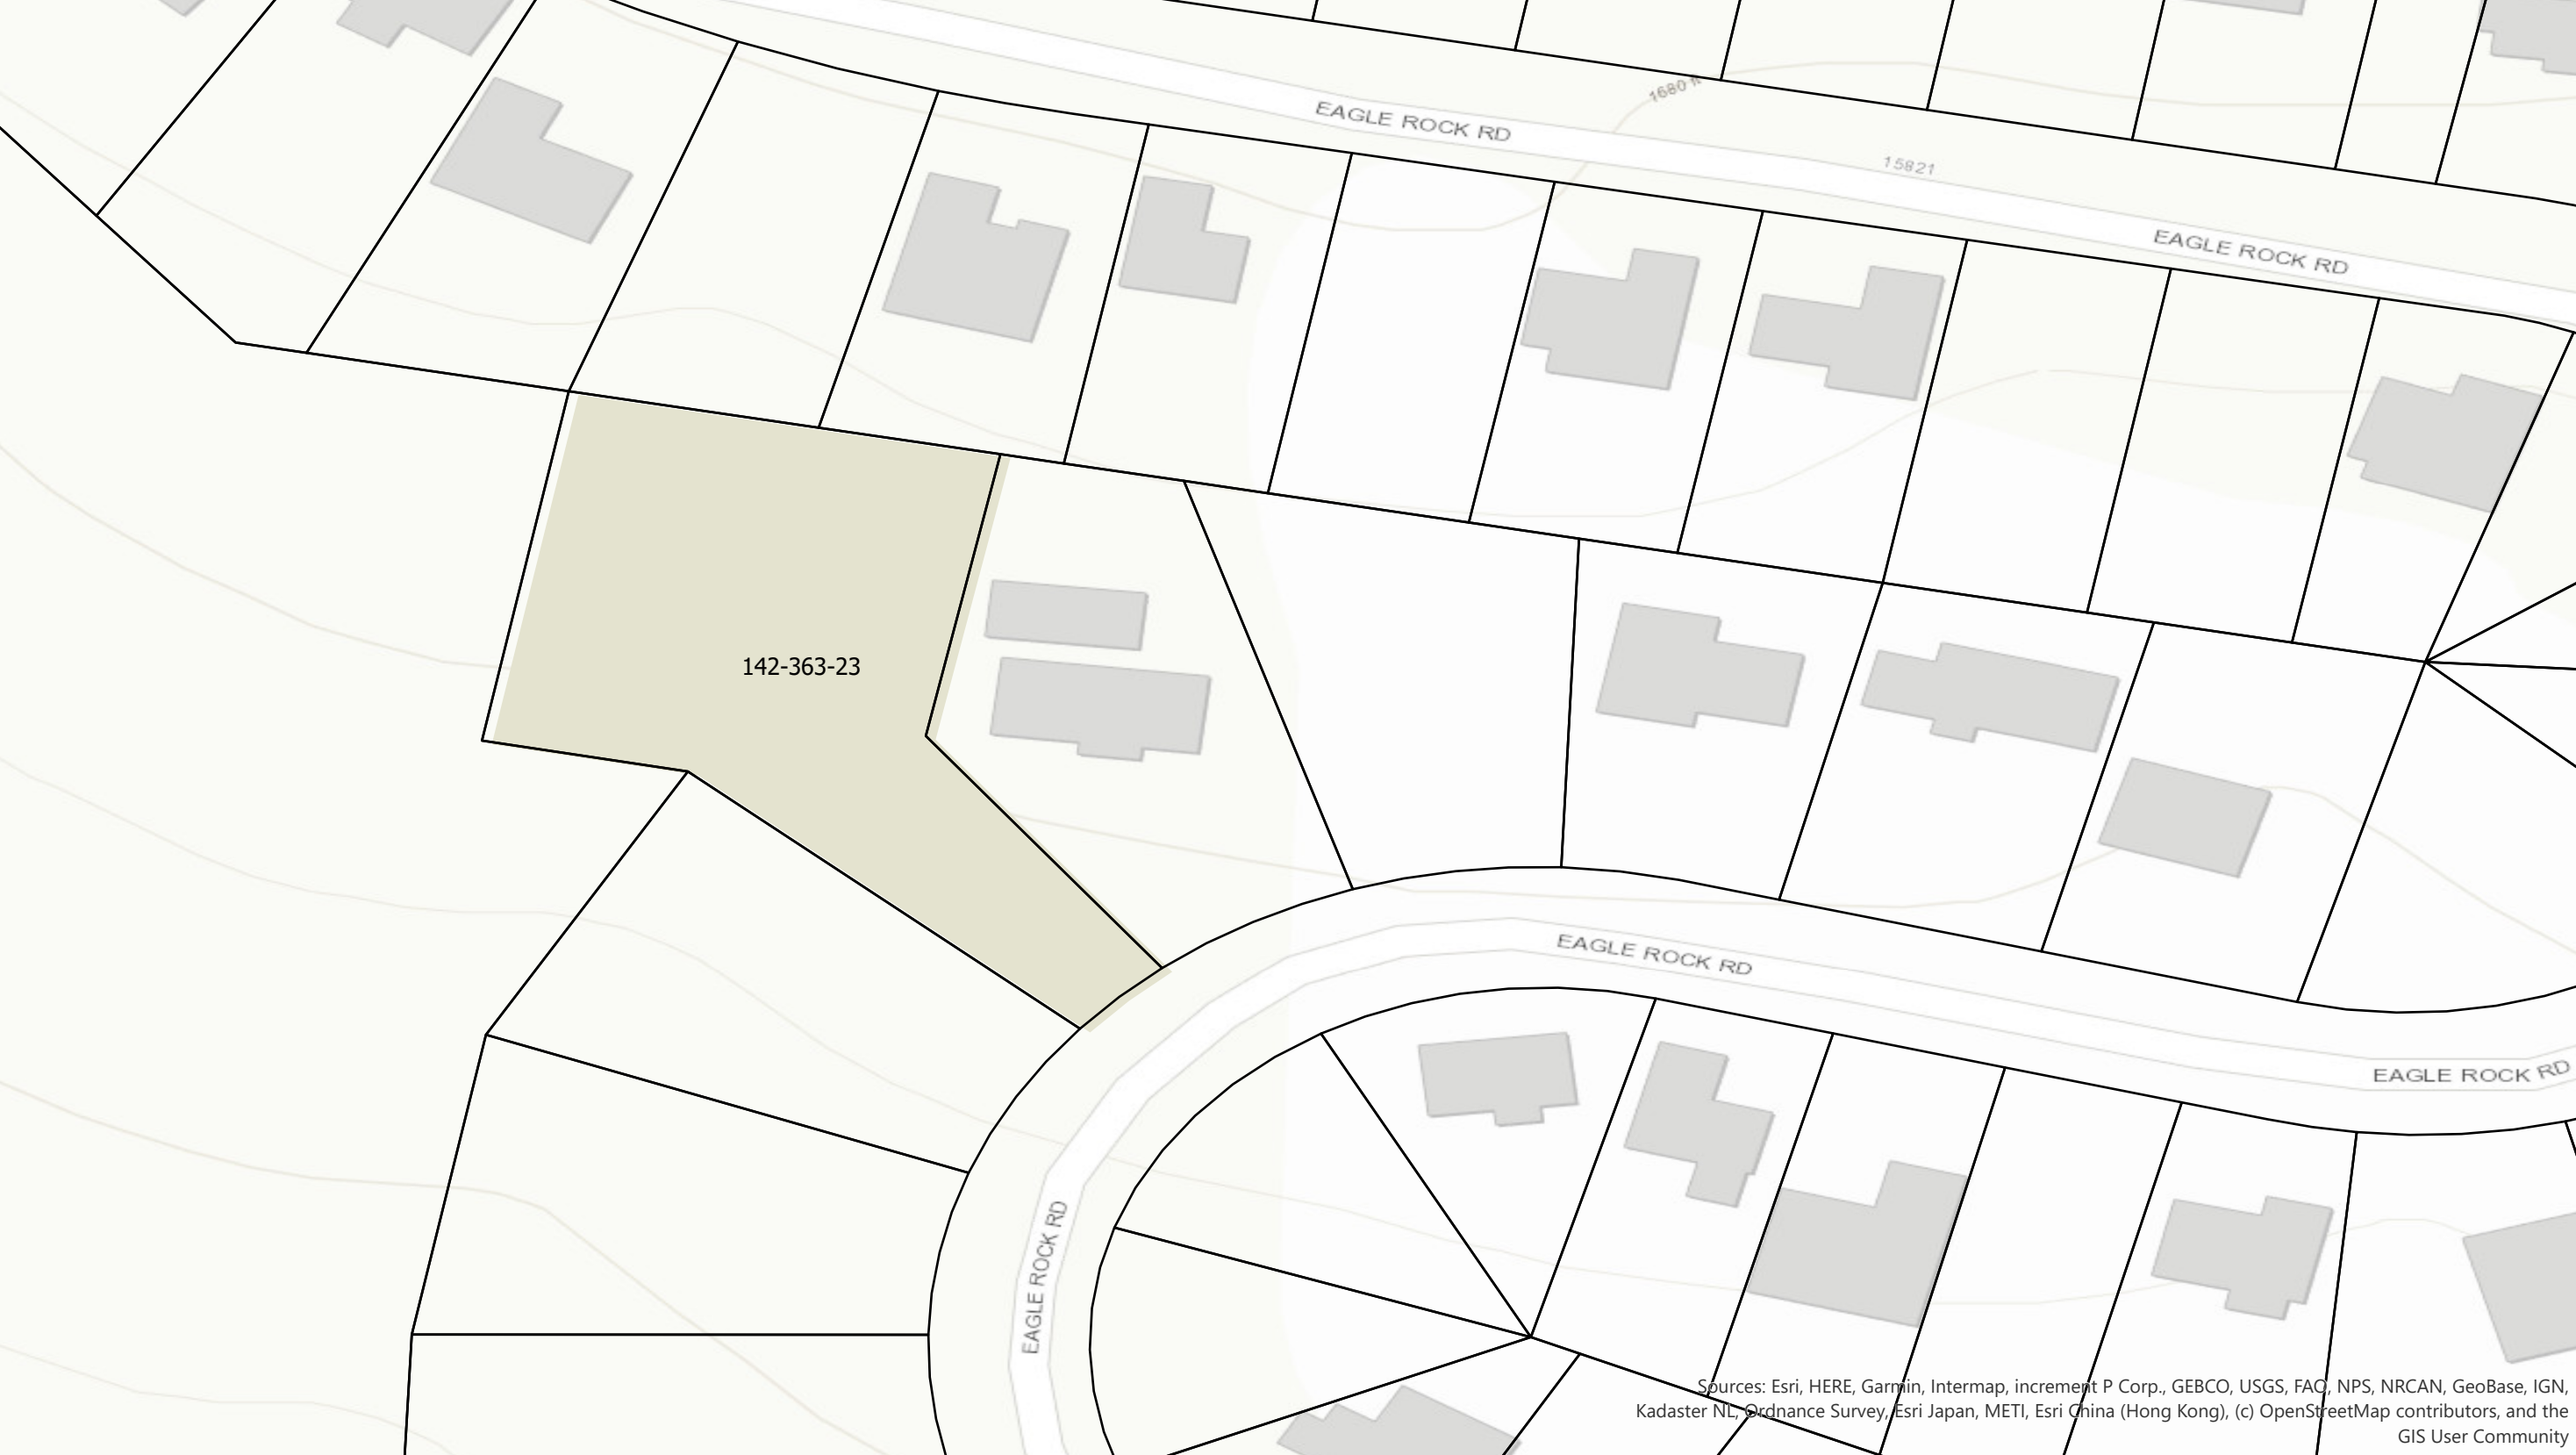 1680 ft
EAGLE ROCK RD
15821
EAGLE ROCK RD
142-363-23
EAGLE ROCK RD
EAGLE ROCK RD
EAGLE ROCK RD
Sources: Esri, HERE, Garmin, Intermap, increment P Corp., GEBCO, USGS, FAO, NPS, NRCAN, GeoBase, IGN,
Kadaster NL, Ordnance Survey, Esri Japan, METI, Esri China (Hong Kong), (c) OpenStreetMap contributors, and the
GIS User Community